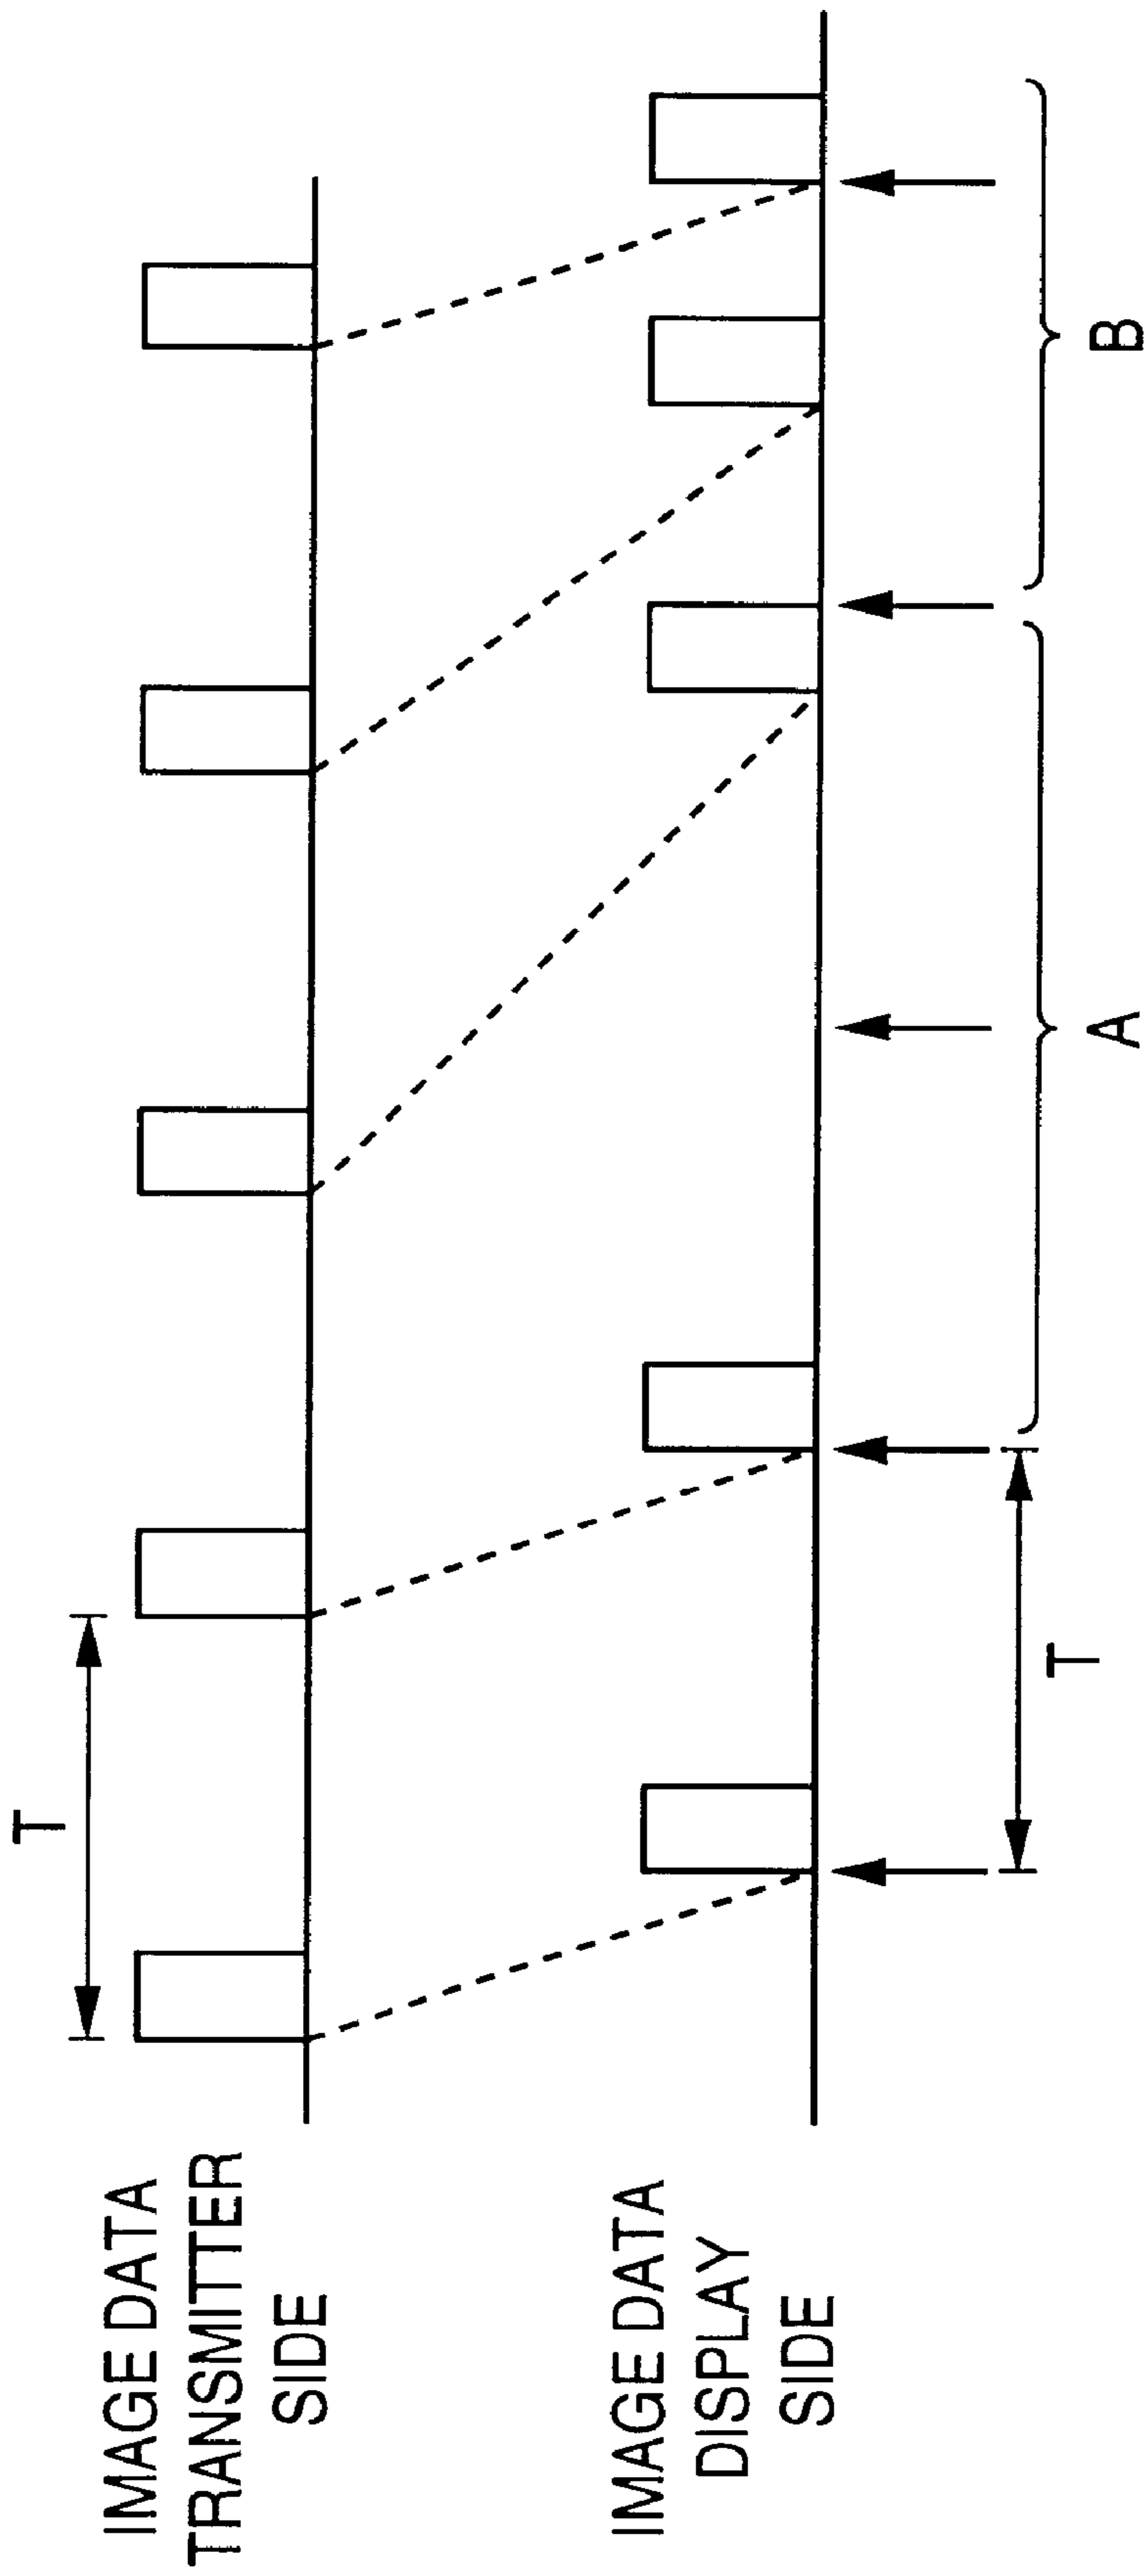 T
IMAGE DATA
TRANSMITTER
SIDE
IMAGE DATA
DISPLAY
SIDE
T
A
B